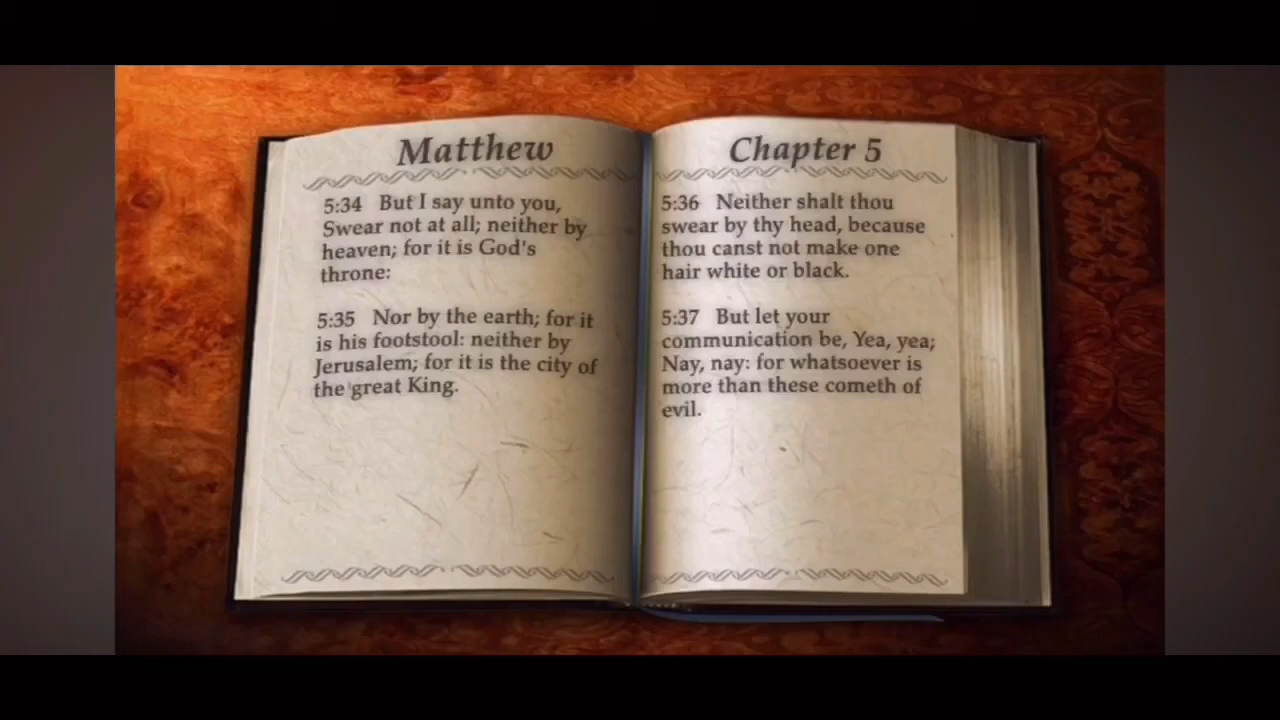 Matthew
5:34 But I say unto you,
Swear not at all; neither by
heaven; for it is God's
throne:
5:35 Nor by the earth; for it
is his footstool: neither by
Jerusalem; for it is the city of
the great King.
Chapter 5
5:36 Neither shalt thou
swear by thy head, because
thou canst not make one
hair white or black.
5:37 But let your
communication be, Yea, yea;
Nay, nay: for whatsoever is
more than these cometh of
evil.